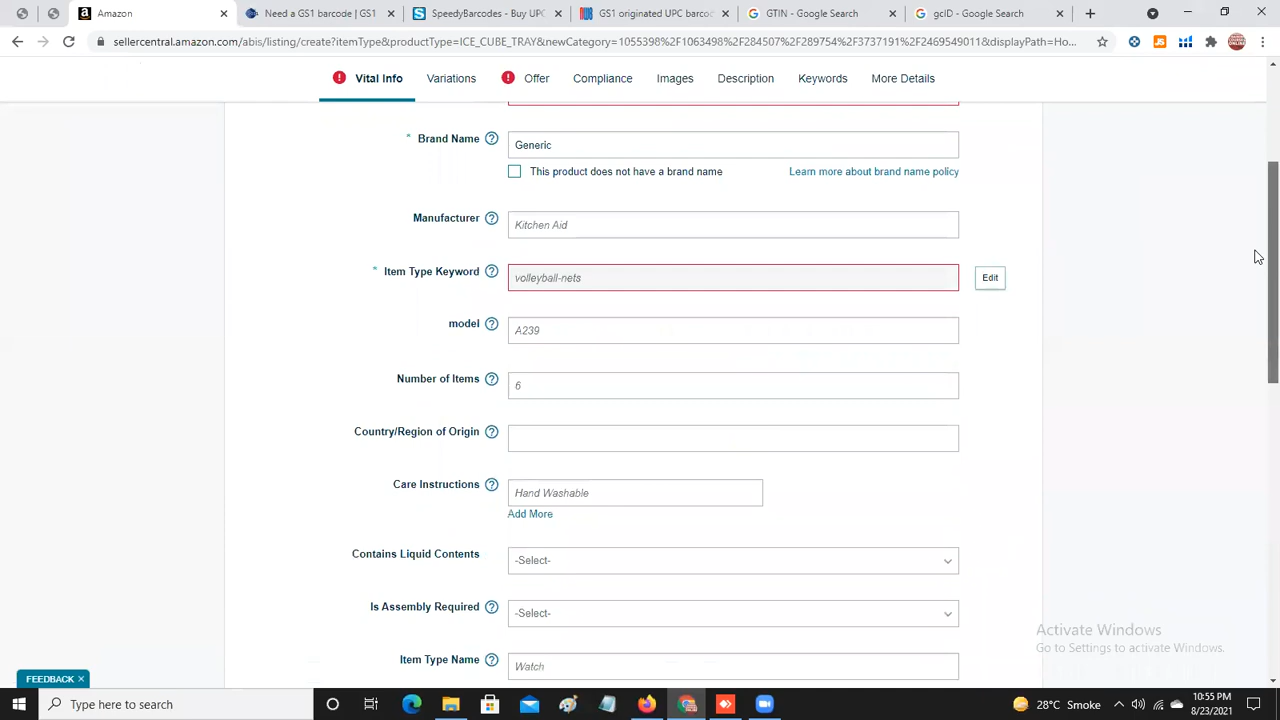 Amazon
Need a GS1 barcode | GS1
SpeedyBarcodes - Buy UPC
GS1 originated UPC barcod
GTIN - Google Search
gcID - Google Search
sellercentral.amazon.com/abis/listing/create?itemType&productType=ICE_CUBE_TRAY&newCategory=1055398%2F1063498%2F284507%2F289754%2F3737191%2F2469549011&displayPath=Ho...
Vital Info Variations Offer Compliance Images Description Keywords More Details
* Brand Name Generic
This product does not have a brand name Learn more about brand name policy
Manufacturer Kitchen Aid
* Item Type Keyword volleyball-nets Edit
model A239
Number of Items 6
Country/Region of Origin
Care Instructions Hand Washable
Add More
Contains Liquid Contents -Select-
Is Assembly Required -Select-
Item Type Name Watch
Activate Windows
Go to Settings to activate Windows.
FEEDBACK
Type here to search
28°C Smoke
10:55 PM
8/23/2021